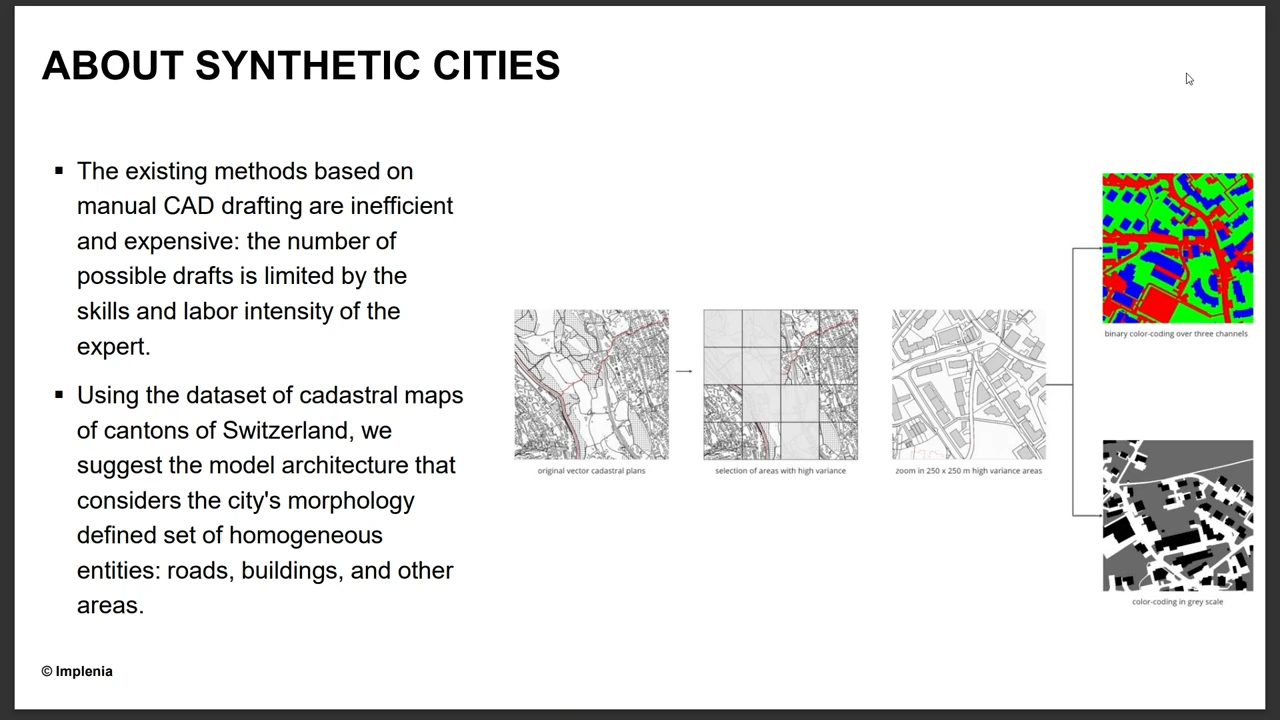 ABOUT SYNTHETIC CITIES
▪ The existing methods based on
manual CAD drafting are inefficient
and expensive: the number of
possible drafts is limited by the
skills and labor intensity of the
expert.
▪ Using the dataset of cadastral maps
of cantons of Switzerland, we
suggest the model architecture that
considers the city's morphology
defined set of homogeneous
entities: roads, buildings, and other
areas.
original vector cadastral plans
selection of areas with high variance
zoom in 250 x 250 m high variance areas
binary color-coding over three channels
color-coding in grey scale
© Implenia